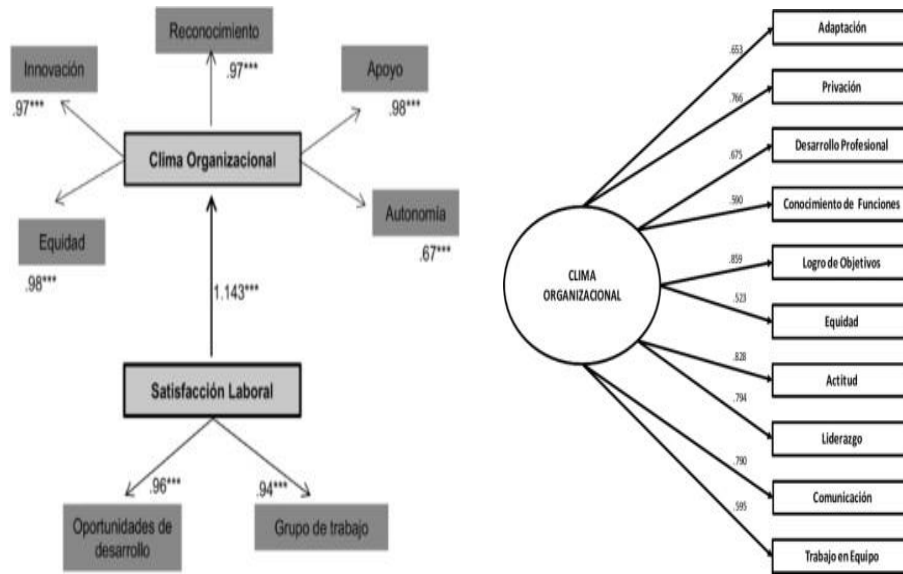 Reconocimiento
.97***
Innovación
.97***
Apoyo
.98***
Clima Organizacional
Equidad
.98***
Autonomía
.67***
1.143***
Satisfacción Laboral
.96***
.94***
Oportunidades de
desarrollo
Grupo de trabajo
CLIMA
ORGANIZACIONAL
.653
Adaptación
.766
Privación
.675
Desarrollo Profesional
.590
Conocimiento de Funciones
.859
Logro de Objetivos
.523
Equidad
.828
Actitud
.794
Liderazgo
.790
Comunicación
.595
Trabajo en Equipo